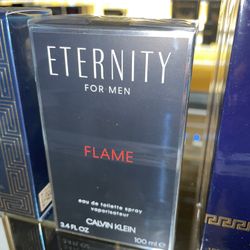 ETERNITY
FOR MEN
FLAME
eau de toilette spray
vaporisateur
CALVIN KLEIN
3.4 FL OZ
100 ml e